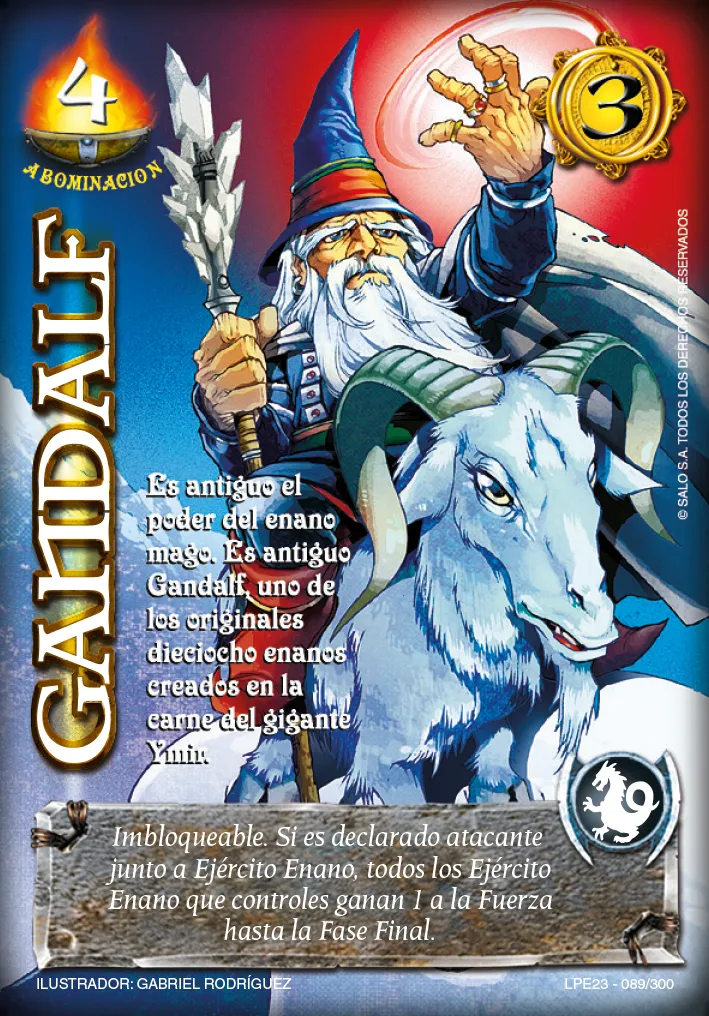 4
3
ABOMINACION
GANDALF
© SALO S.A. TODOS LOS DERECHOS RESERVADOS
Es antiguo el
poder del enano
mago. Es antiguo
Gandalf, uno de
los originales
dieciocho enanos
creados en la
carne del gigante
Ymir.
Imbloqueable. Si es declarado atacante
junto a Ejército Enano, todos los Ejército
Enano que controles ganan 1 a la Fuerza
hasta la Fase Final.
ILUSTRADOR: GABRIEL RODRÍGUEZ
LPE23 - 089/300